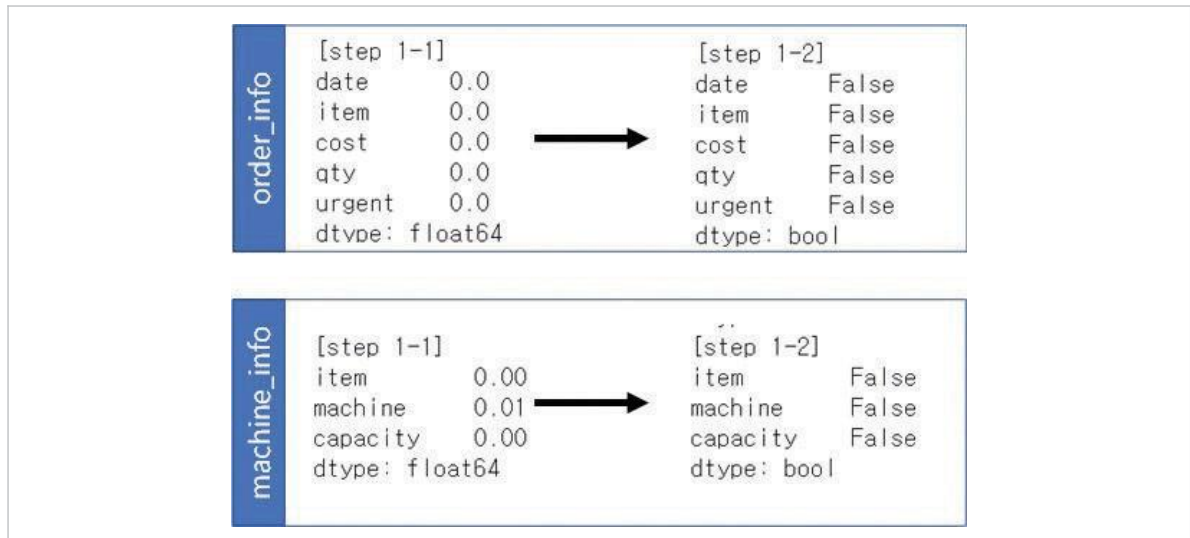 order_info
[step 1-1]
date 0.0
item 0.0
cost 0.0
qty 0.0
urgent 0.0
dtype: float64
[step 1-2]
date False
item False
cost False
qty False
urgent False
dtype: bool
machine_info
[step 1-1]
item 0.00
machine 0.01
capacity 0.00
dtype: float64
[step 1-2]
item False
machine False
capacity False
dtype: bool